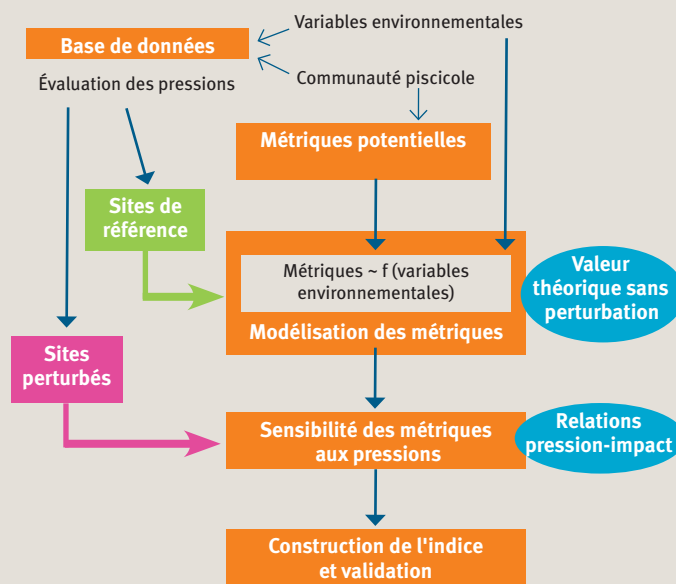 Variables environnementales
Base de données
Évaluation des pressions
Communauté piscicole
Métriques potentielles
Sites de
référence
Métriques ~ f (variables
environnementales)
Modélisation des métriques
Valeur
théorique sans
perturbation
Sites
perturbés
Sensibilité des métriques
aux pressions
Relations
pression-impact
Construction de l'indice
et validation